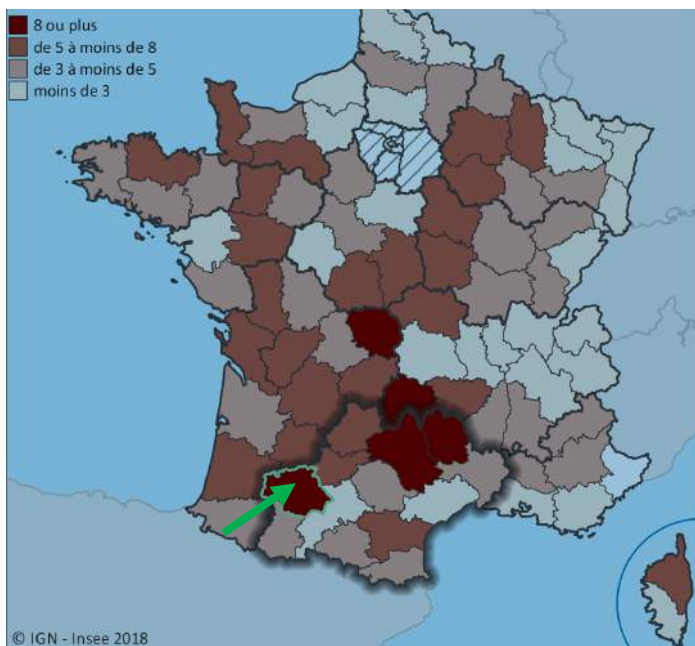 8 ou plus
de 5 à moins de 8
de 3 à moins de 5
moins de 3
© IGN - Insee 2018